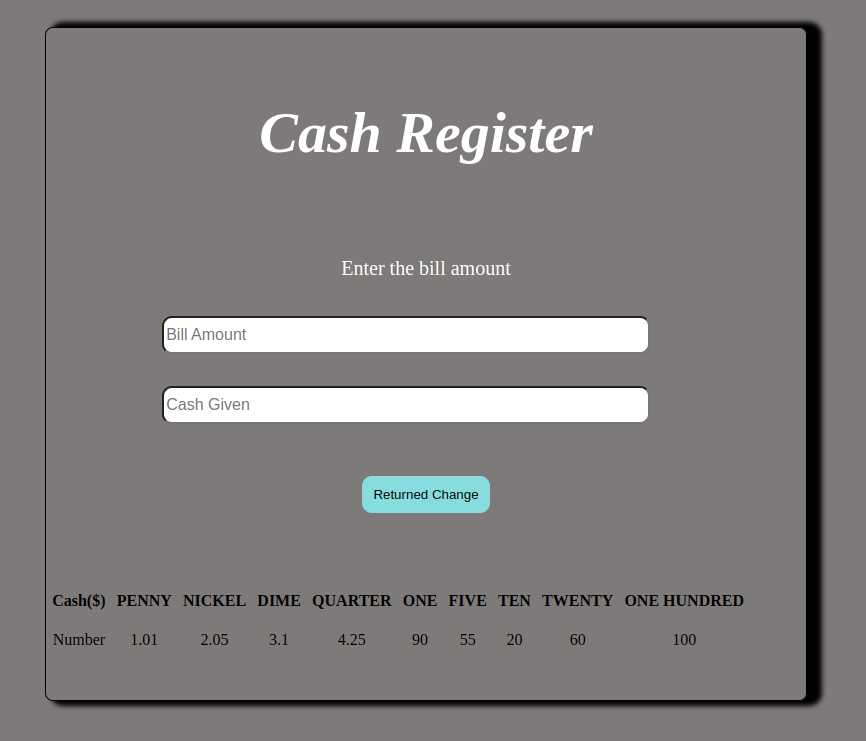 Cash Register
Enter the bill amount
Bill Amount
Cash Given
Returned Change
Cash($) PENNY NICKEL DIME QUARTER ONE FIVE TEN TWENTY ONE HUNDRED
Number 1.01 2.05 3.1 4.25 90 55 20 60 100